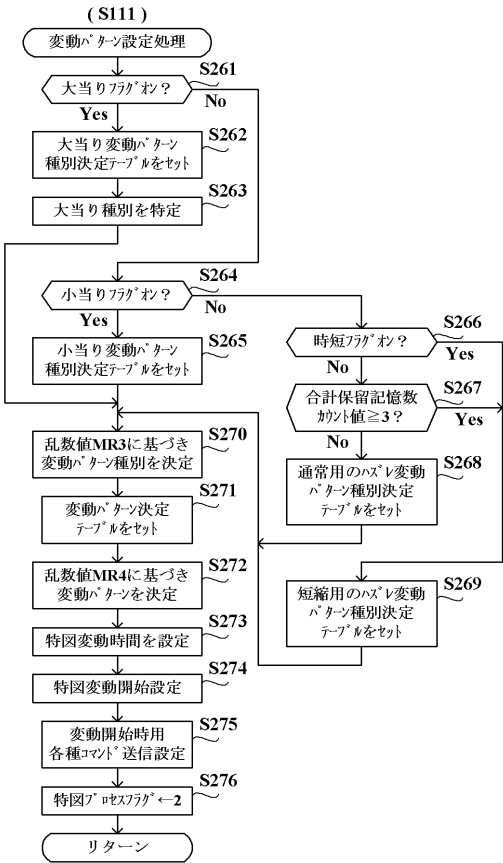 ( S111 )
変動ﾊﾟﾀｰﾝ設定処理
S261
大当りﾌﾗｸﾞｵﾝ？
No
Yes
S262
大当り変動ﾊﾟﾀｰﾝ
種別決定ﾃｰﾌﾞﾙをｾｯﾄ
S263
大当り種別を特定
S264
小当りﾌﾗｸﾞｵﾝ？
No
Yes
S265
小当り変動ﾊﾟﾀｰﾝ
種別決定ﾃｰﾌﾞﾙをｾｯﾄ
S266
時短ﾌﾗｸﾞｵﾝ？
Yes
No
S267
合計保留記憶数
ｶｳﾝﾄ値≧3？
Yes
No
S268
通常用のﾊｽﾞﾚ変動
ﾊﾟﾀｰﾝ種別決定
ﾃｰﾌﾞﾙをｾｯﾄ
S269
短縮用のﾊｽﾞﾚ変動
ﾊﾟﾀｰﾝ種別決定
ﾃｰﾌﾞﾙをｾｯﾄ
S270
乱数値MR3に基づき
変動ﾊﾟﾀｰﾝ種別を決定
S271
変動ﾊﾟﾀｰﾝ決定
ﾃｰﾌﾞﾙをｾｯﾄ
S272
乱数値MR4に基づき
変動ﾊﾟﾀｰﾝを決定
S273
特図変動時間を設定
S274
特図変動開始設定
S275
変動開始時用
各種ｺﾏﾝﾄﾞ送信設定
S276
特図ﾌﾟﾛｾｽﾌﾗｸﾞ←2
リターン